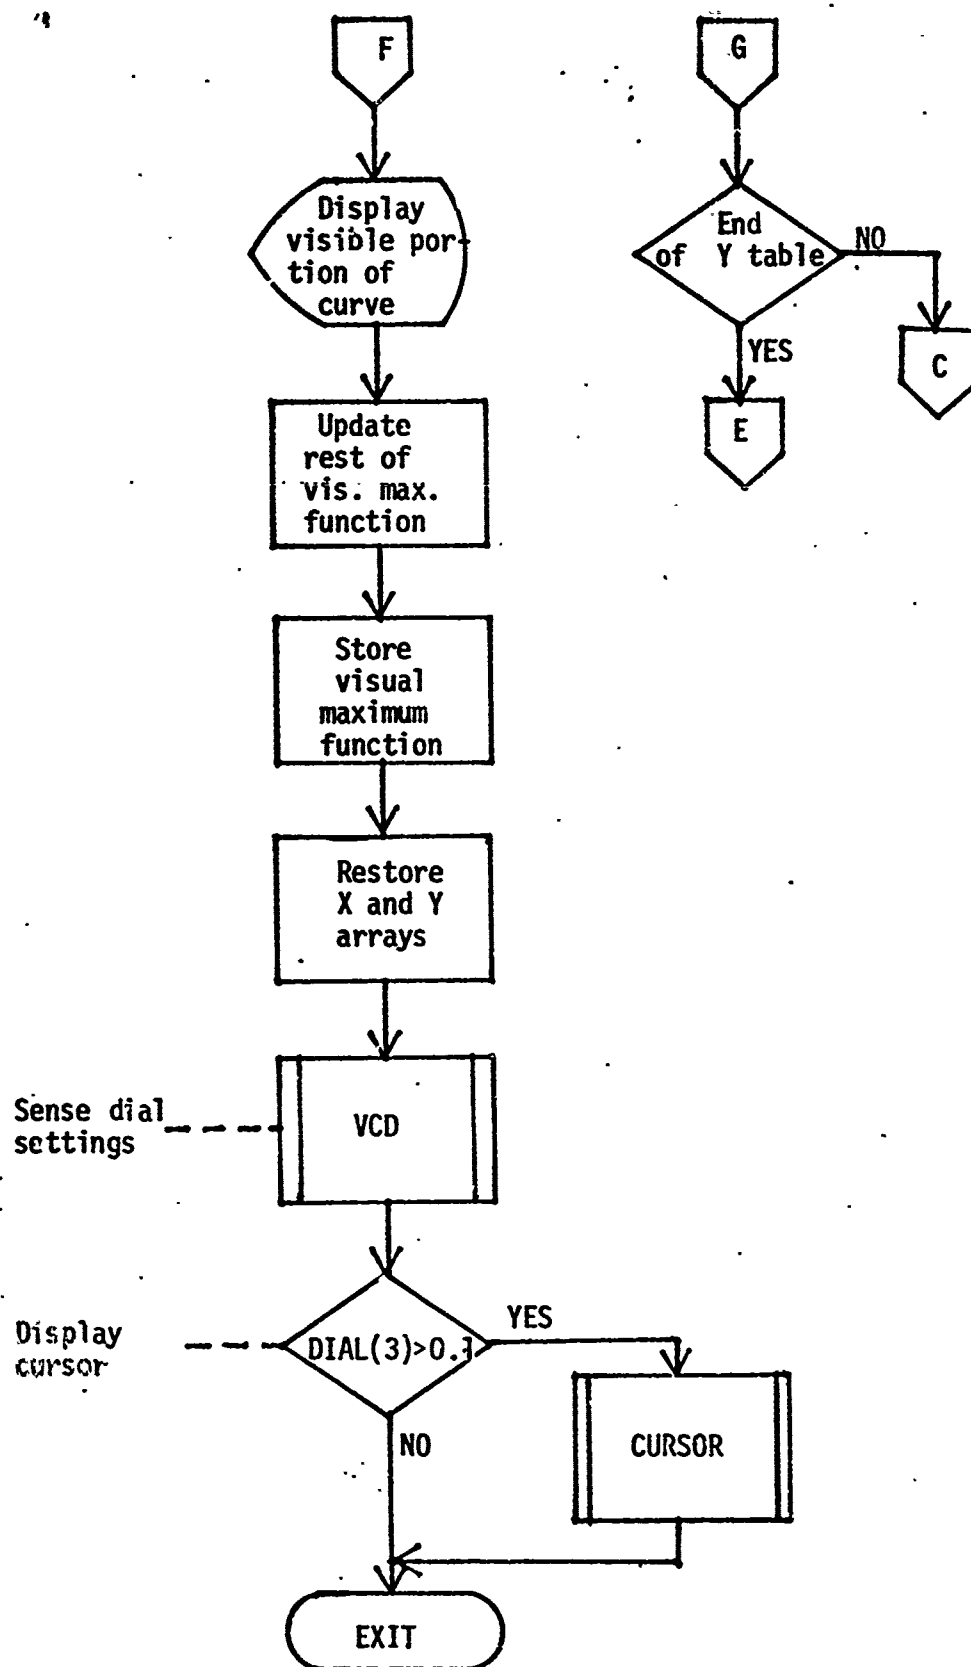 F
Display
visible por-
tion of
curve
Update
rest of
vis. max.
function
Store
visual
maximum
function
Restore
X and Y
arrays
Sense dial
settings
VCD
Display
cursor
DIAL(3)>0.
YES
NO
CURSOR
EXIT
G
End
of Y table
NO
YES
C
E